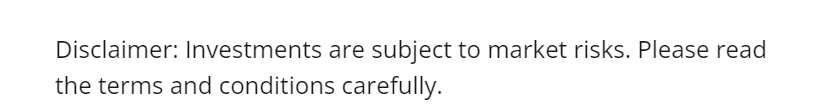 Disclaimer: Investments are subject to market risks. Please read
the terms and conditions carefully.